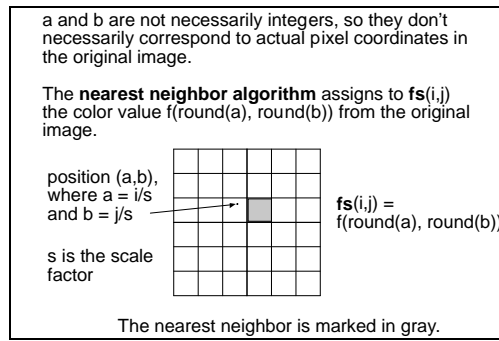 a and b are not necessarily integers, so they don't
necessarily correspond to actual pixel coordinates in
the original image.
The nearest neighbor algorithm assigns to fs(i,j)
the color value f(round(a), round(b)) from the original
image.
position (a,b),
where a = i/s
and b = j/s
s is the scale
factor
fs(i,j) =
f(round(a), round(b))
The nearest neighbor is marked in gray.